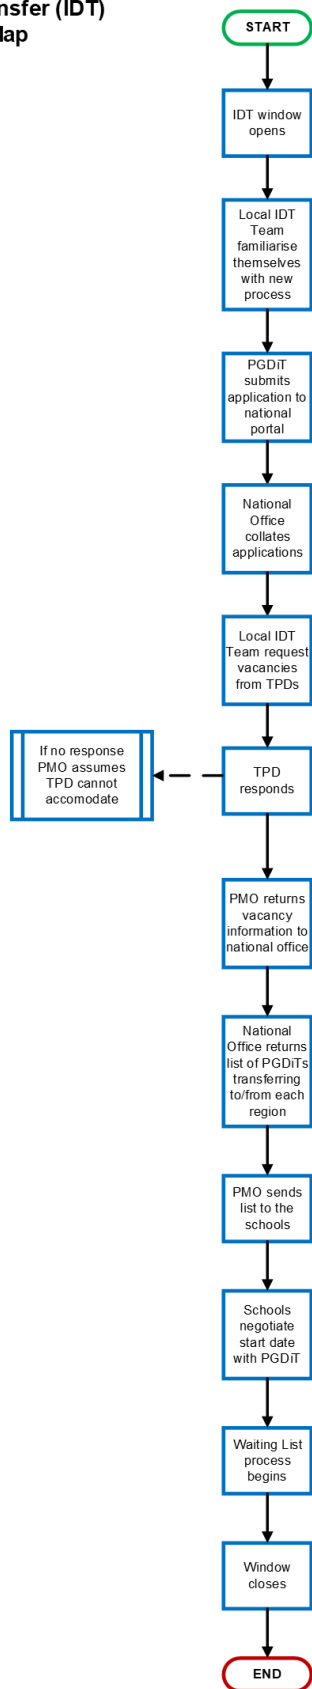 (IDT)
START
IDT window
opens
Local IDT
Team
familiarise
themselves
with new
process
PGDiT
submits
application to
national
portal
National
Office
collates
applications
Local IDT
Team request
vacancies
from TPDs
If no response
PMO assumes
TPD cannot
accomodate
TPD
responds
PMO returns
vacancy
information to
national office
National
Office returns
list of PGDiTs
transferring
to/from each
region
PMO sends
list to the
schools
Schools
negotiate
start date
with PGDiT
Waiting List
process
begins
Window
closes
END